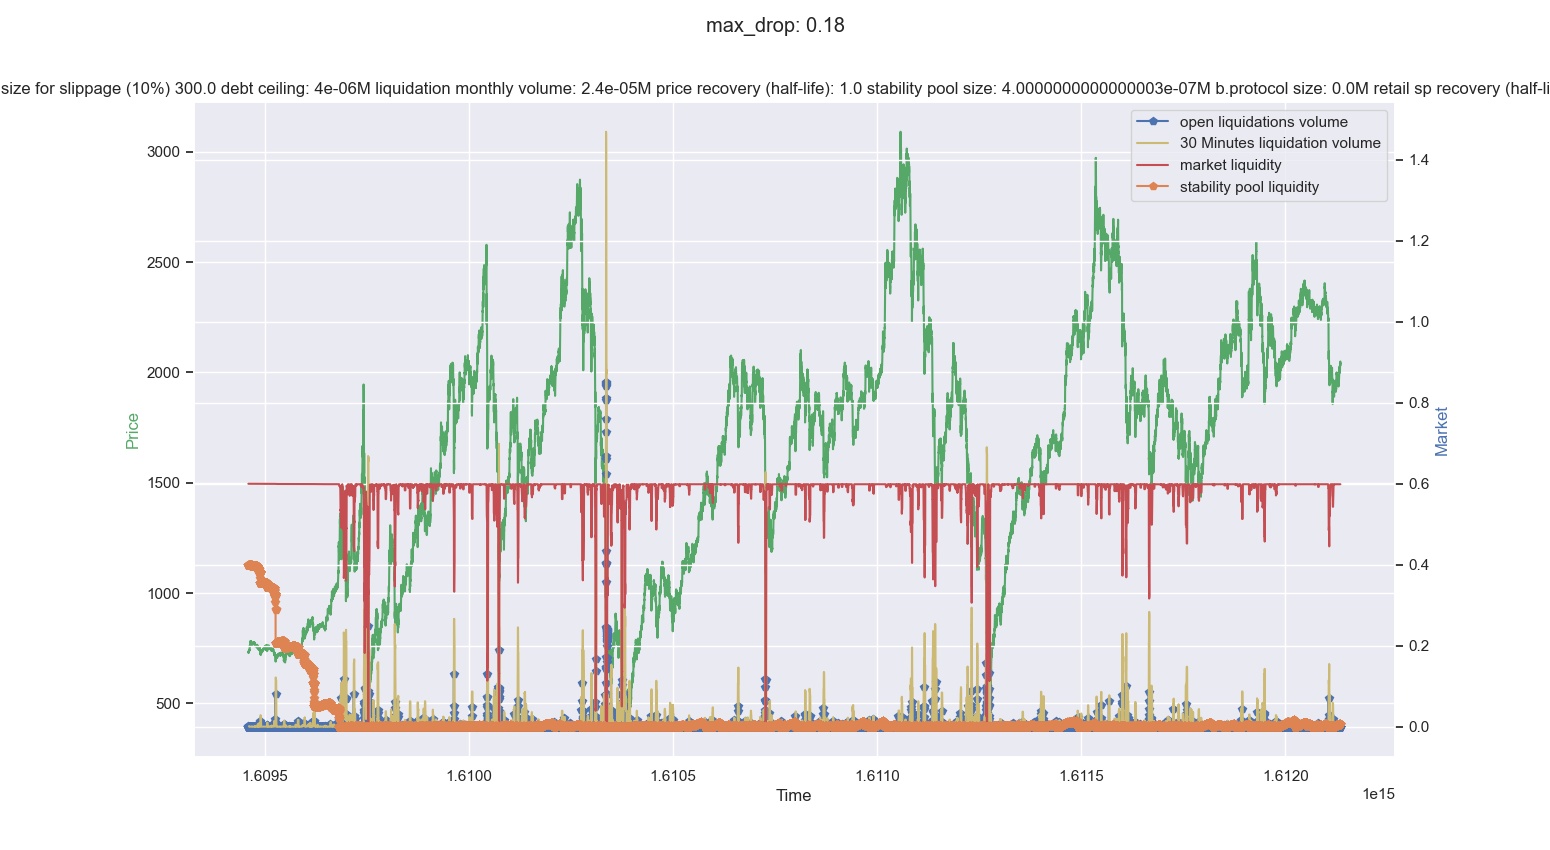 max_drop: 0.18
size for slippage (10%) 300.0 debt ceiling: 4e-06M liquidation monthly volume: 2.4e-05M price recovery (half-life): 1.0 stability pool size: 4.0000000000000003e-07M b.protocol size: 0.0M retail sp recovery (half-li
open liquidations volume
30 Minutes liquidation volume
market liquidity
stability pool liquidity
3000
2500
2000
1500
1000
500
Price
1.4
1.2
1.0
0.8
0.6
0.4
0.2
0.0
Market
1.6095
1.6100
1.6105
1.6110
1.6115
1.6120
Time
1e15